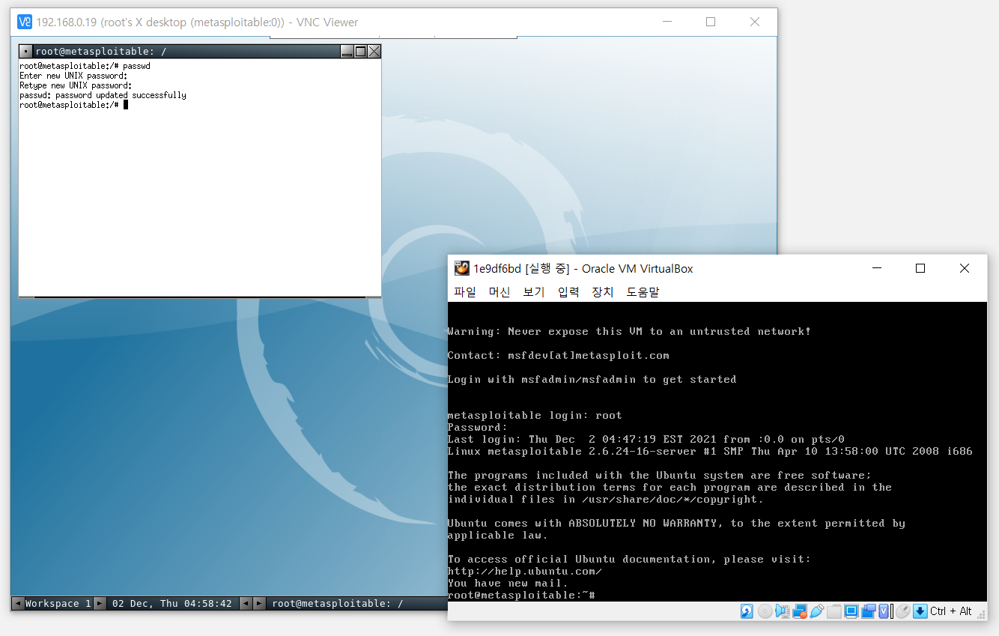 192.168.0.19 (root's X desktop (metasploitable:0)) - VNC Viewer
root@metasploitable: /
root@metasploitable:/# passwd
Enter new UNIX password:
Retype new UNIX password:
passwd: password updated successfully
root@metasploitable:/#
Workspace 1
02 Dec, Thu 04:58:42
root@metasploitable: /
1e9df6bd [실행 중] - Oracle VM VirtualBox
파일 머신 보기 입력 장치 도움말
Warning: Never expose this VM to an untrusted network!
Contact: msfdev[at]metasploit.com
Login with msfadmin/msfadmin to get started
metasploitable login: root
Password:
Last login: Thu Dec  2 04:47:19 EST 2021 from :0.0 on pts/0
Linux metasploitable 2.6.24-16-server #1 SMP Thu Apr 10 13:58:00 UTC 2008 i686
The programs included with the Ubuntu system are free software;
the exact distribution terms for each program are described in the
individual files in /usr/share/doc/*/copyright.
Ubuntu comes with ABSOLUTELY NO WARRANTY, to the extent permitted by
applicable law.
To access official Ubuntu documentation, please visit:
http://help.ubuntu.com/
You have new mail.
root@metasploitable:~#
Ctrl + Alt